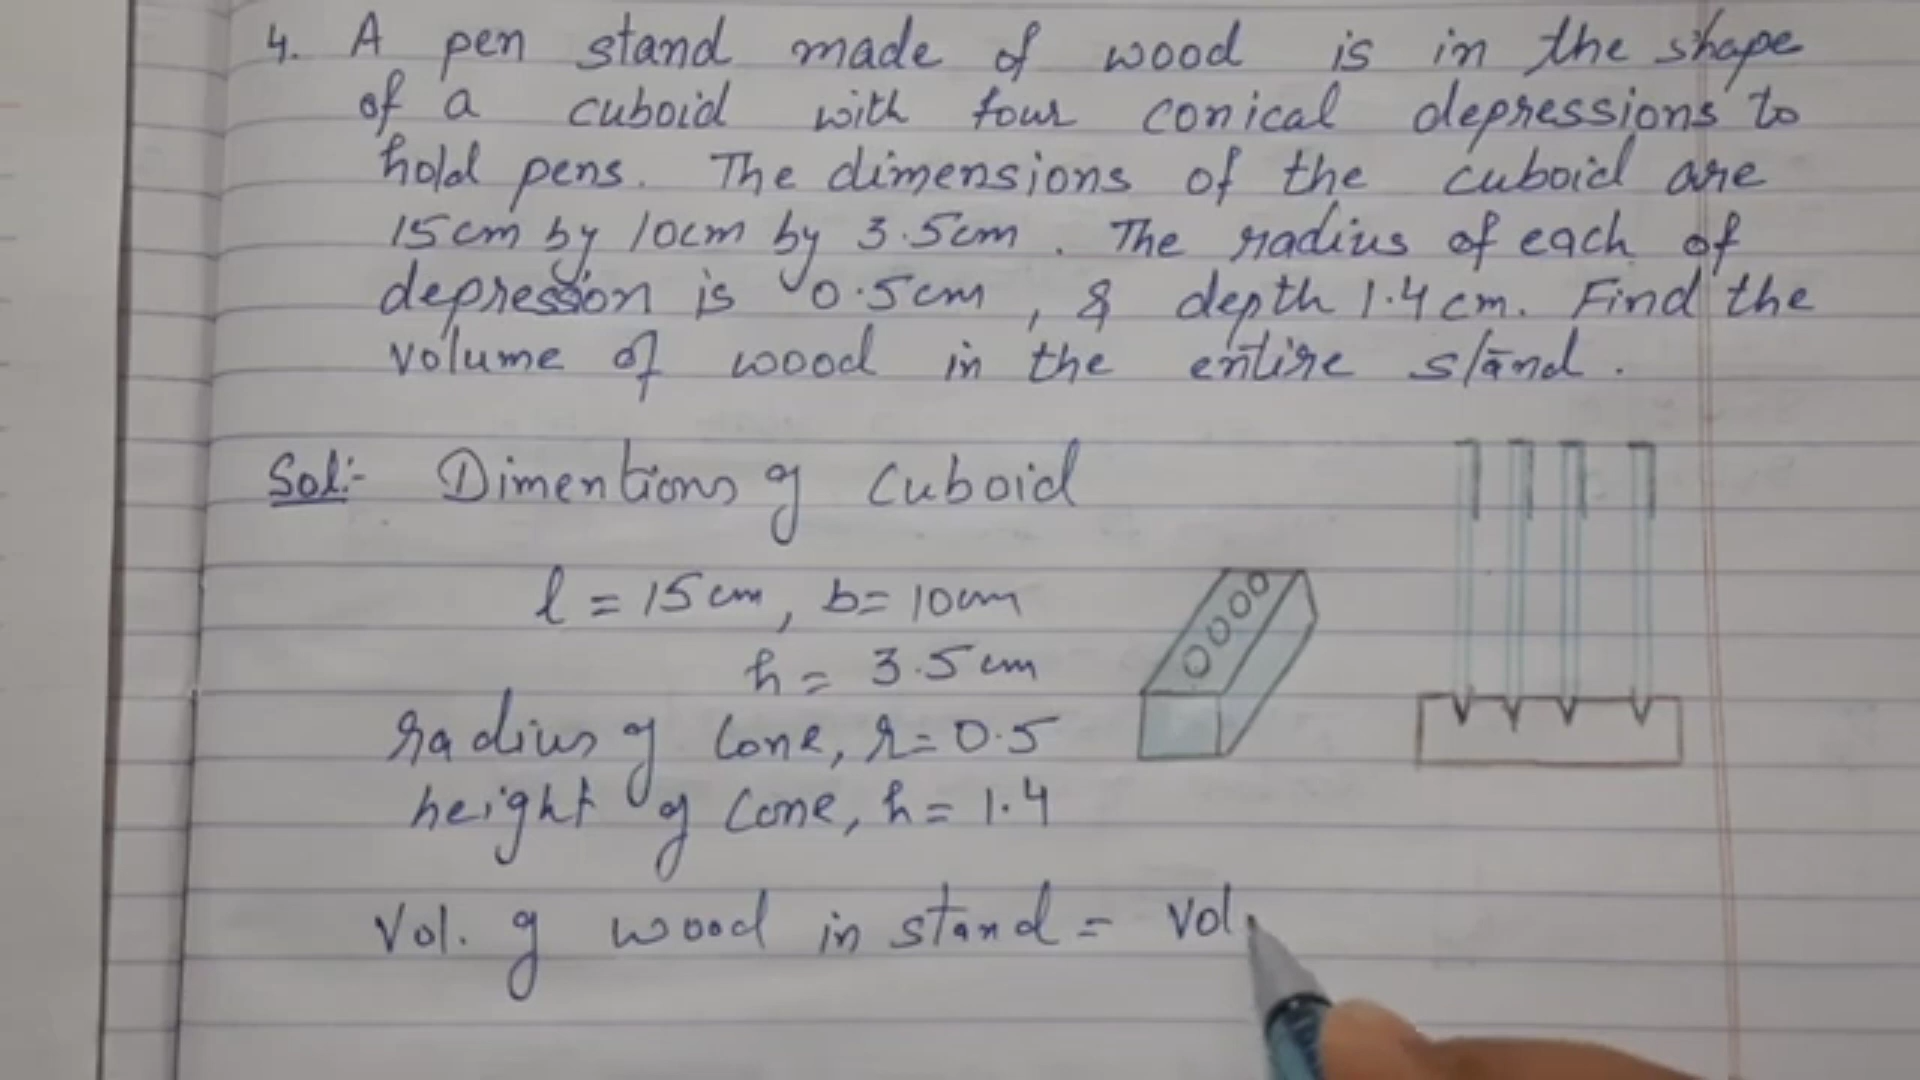 4. A pen stand made of wood is in the shape
of a cuboid with four conical depressions to
hold pens. The dimensions of the cuboid are
15cm by 10cm by 3.5cm. The radius of each of
depression is 0.5cm, & depth 1.4cm. Find the
volume of woood in the entire stand.
Sol:- Dimentions of Cuboid
l = 15cm, b= 10cm
h = 3.5cm
radius of Cone, r= 0.5
height of Cone, h= 1.4
Vol. of wood in stand = Vol.